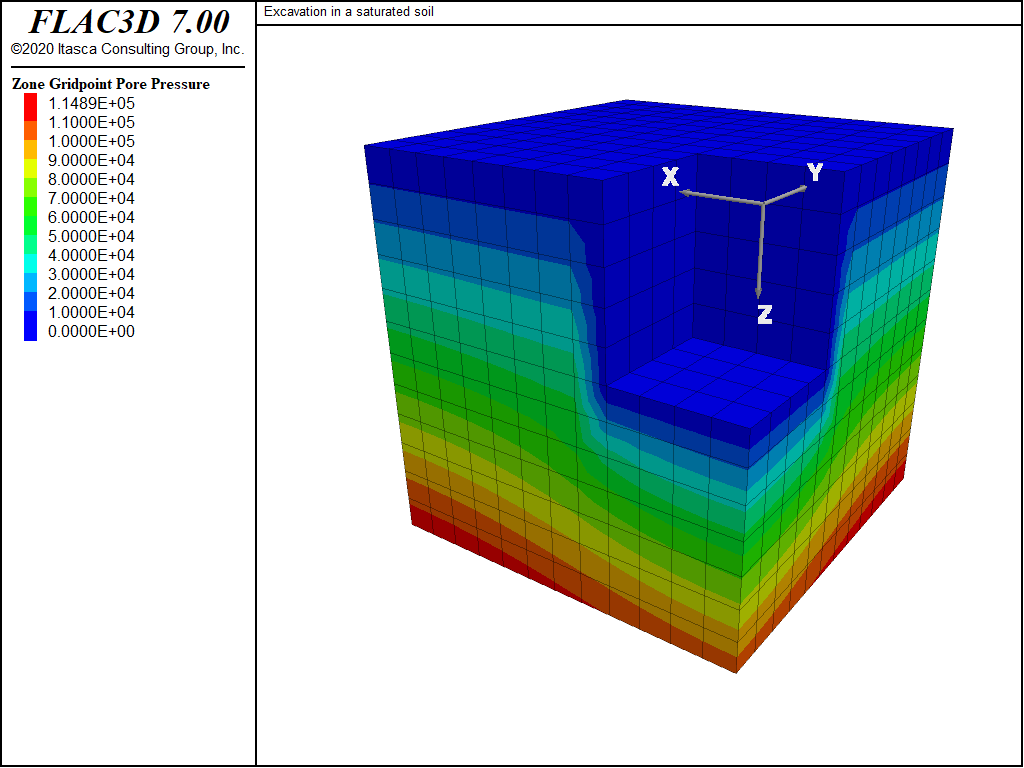 FLAC3D 7.00
©2020 Itasca Consulting Group, Inc.
Zone Gridpoint Pore Pressure
1.1489E+05
1.1000E+05
1.0000E+05
9.0000E+04
8.0000E+04
7.0000E+04
6.0000E+04
5.0000E+04
4.0000E+04
3.0000E+04
2.0000E+04
1.0000E+04
0.0000E+00
Excavation in a saturated soil
X
Y
Z